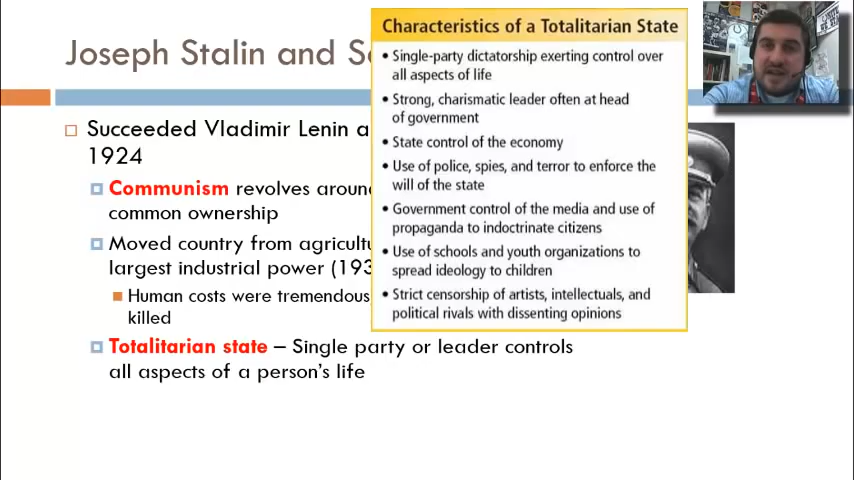 Joseph Stalin and S
Succeeded Vladimir Lenin a
1924
Communism revolves around
common ownership
Moved country from agricultu
largest industrial power (193
Human costs were tremendous
killed
Totalitarian state – Single party or leader controls
all aspects of a person's life
Characteristics of a Totalitarian State
• Single-party dictatorship exerting control over
all aspects of life
• Strong, charismatic leader often at head
of government
• State control of the economy
• Use of police, spies, and terror to enforce the
will of the state
• Government control of the media and use of
propaganda to indoctrinate citizens
• Use of schools and youth organizations to
spread ideology to children
• Strict censorship of artists, intellectuals, and
political rivals with dissenting opinions